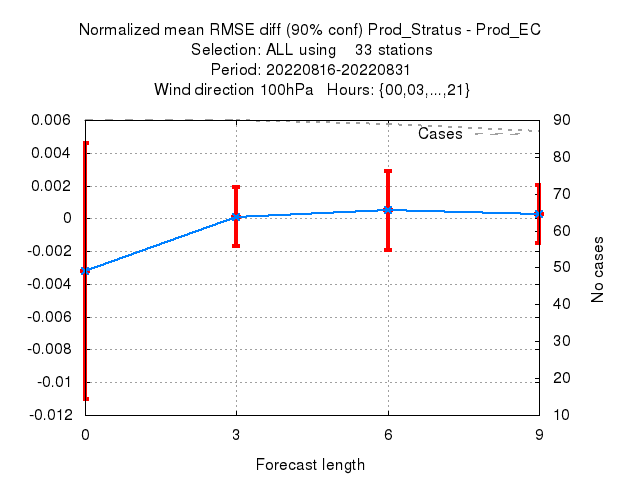 Normalized mean RMSE diff (90% conf) Prod_Stratus - Prod_EC
Selection: ALL using    33 stations
Period: 20220816-20220831
Wind direction 100hPa   Hours: {00,03,...,21}
0.006
0.004
0.002
0
-0.002
-0.004
-0.006
-0.008
-0.01
-0.012
Cases
90
80
70
60
50
40
30
20
10
No cases
0 3 6 9
Forecast length